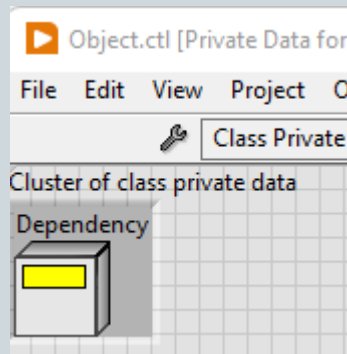 Object.ctl [Private Data for
File Edit View Project
Class Private
Cluster of class private data
Dependency